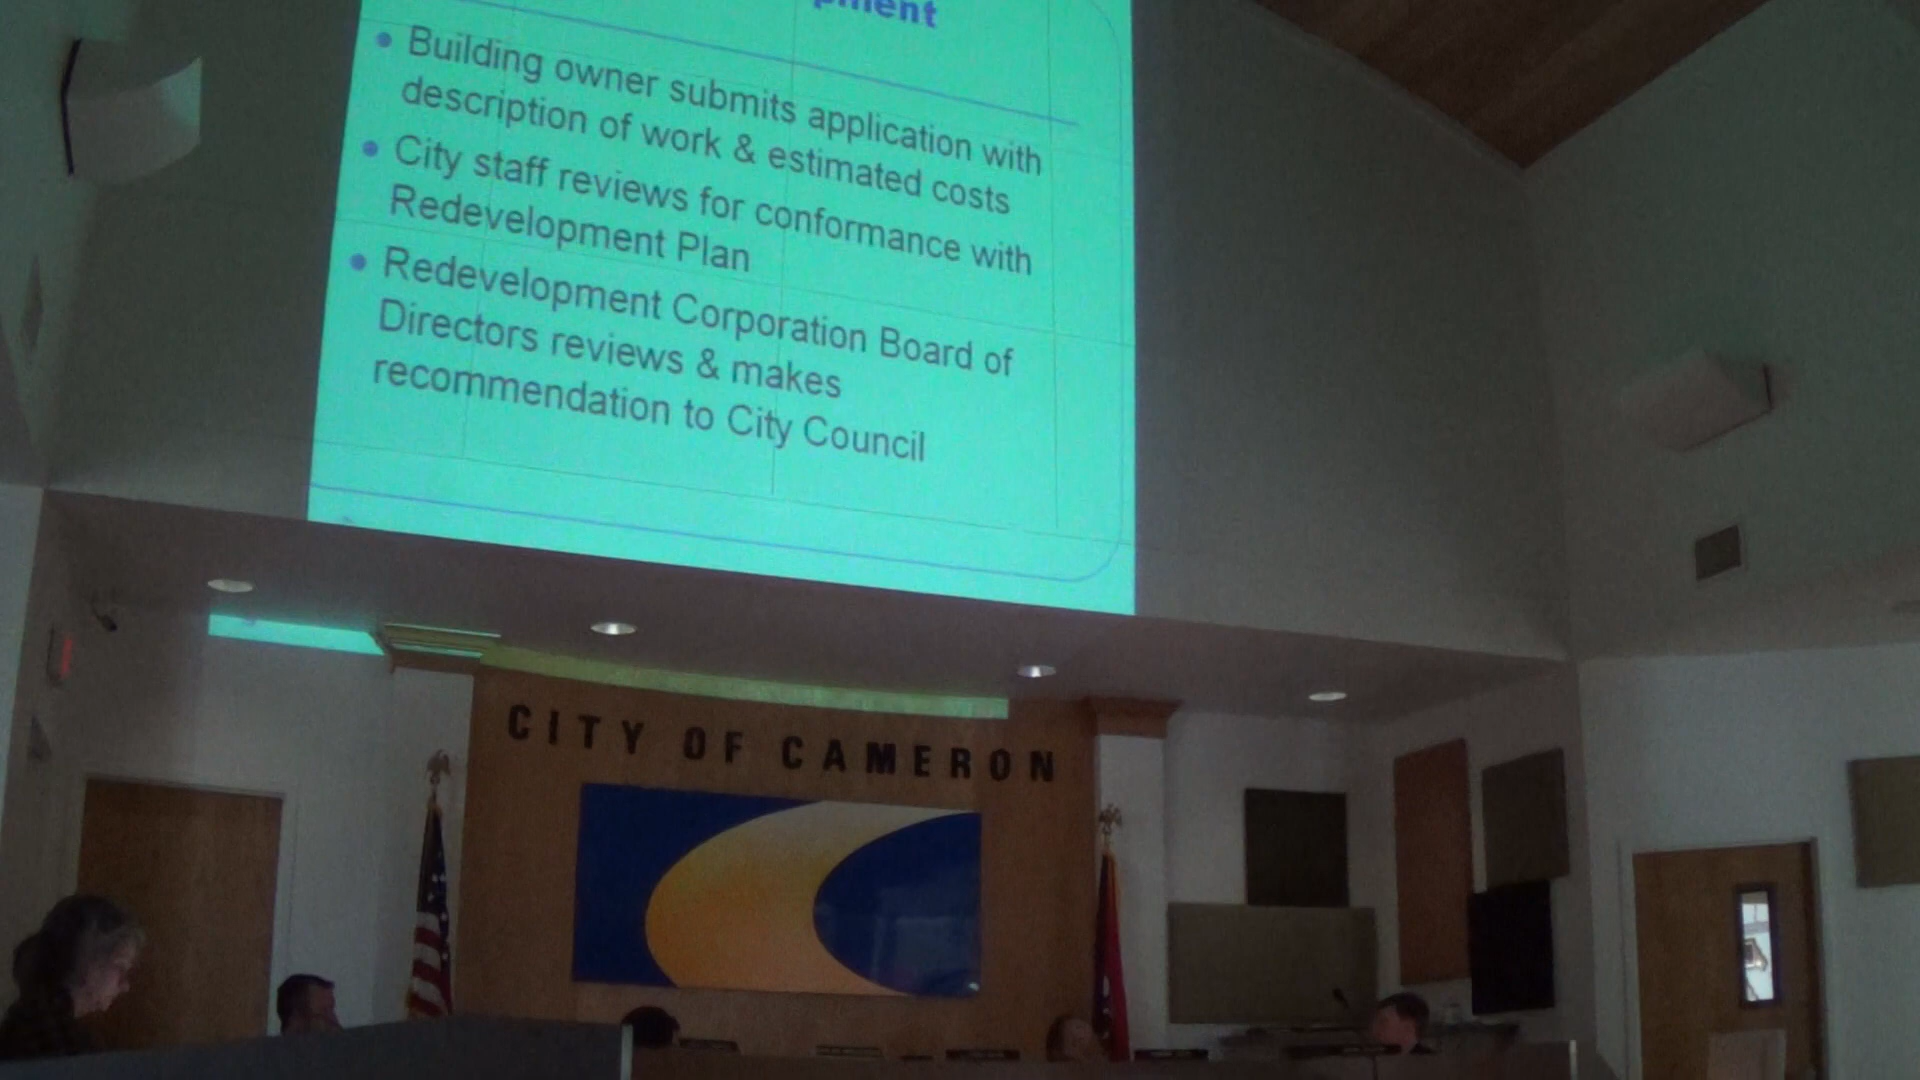 Building owner submits application with
description of work & estimated costs
City staff reviews for conformance with
Redevelopment Plan
Redevelopment Corporation Board of
Directors reviews & makes
recommendation to City Council
CITY OF CAMERON